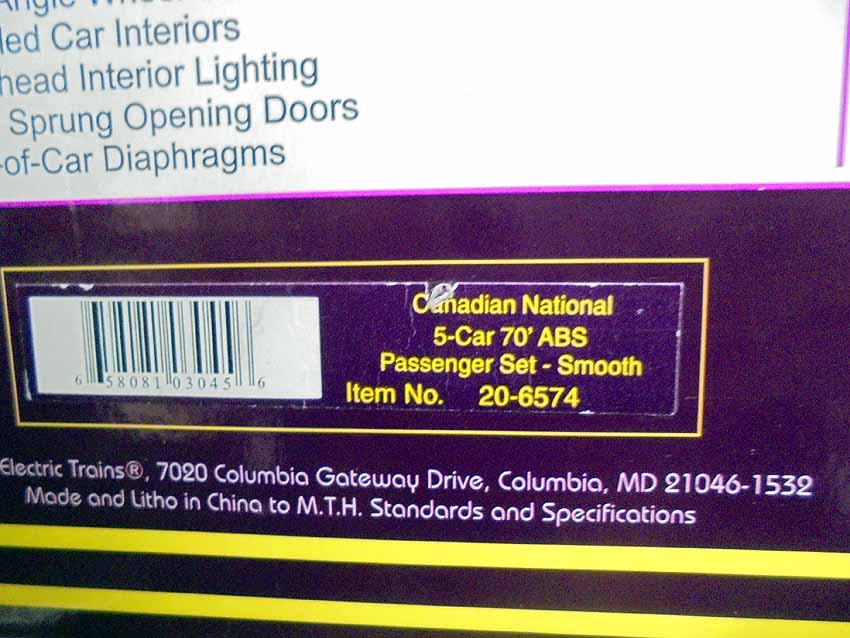 led Car Interiors
head Interior Lighting
Sprung Opening Doors
-of-Car Diaphragms
Canadian National
5-Car 70' ABS
Passenger Set - Smooth
Item No. 20-6574
6 58081 03045 6
Electric Trains®, 7020 Columbia Gateway Drive, Columbia, MD 21046-1532
Made and Litho in China to M.T.H. Standards and Specifications